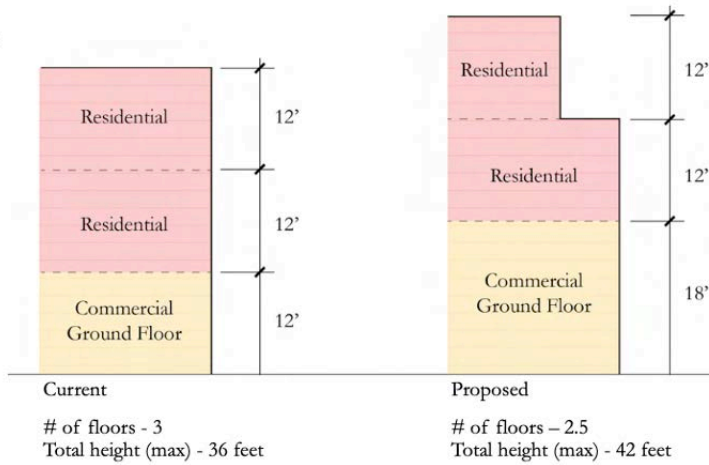 Residential
12’
Residential
12’
Commercial
Ground Floor
12’
Current
# of floors - 3
Total height (max) - 36 feet
Residential
12’
Residential
12’
Commercial
Ground Floor
18’
Proposed
# of floors – 2.5
Total height (max) - 42 feet